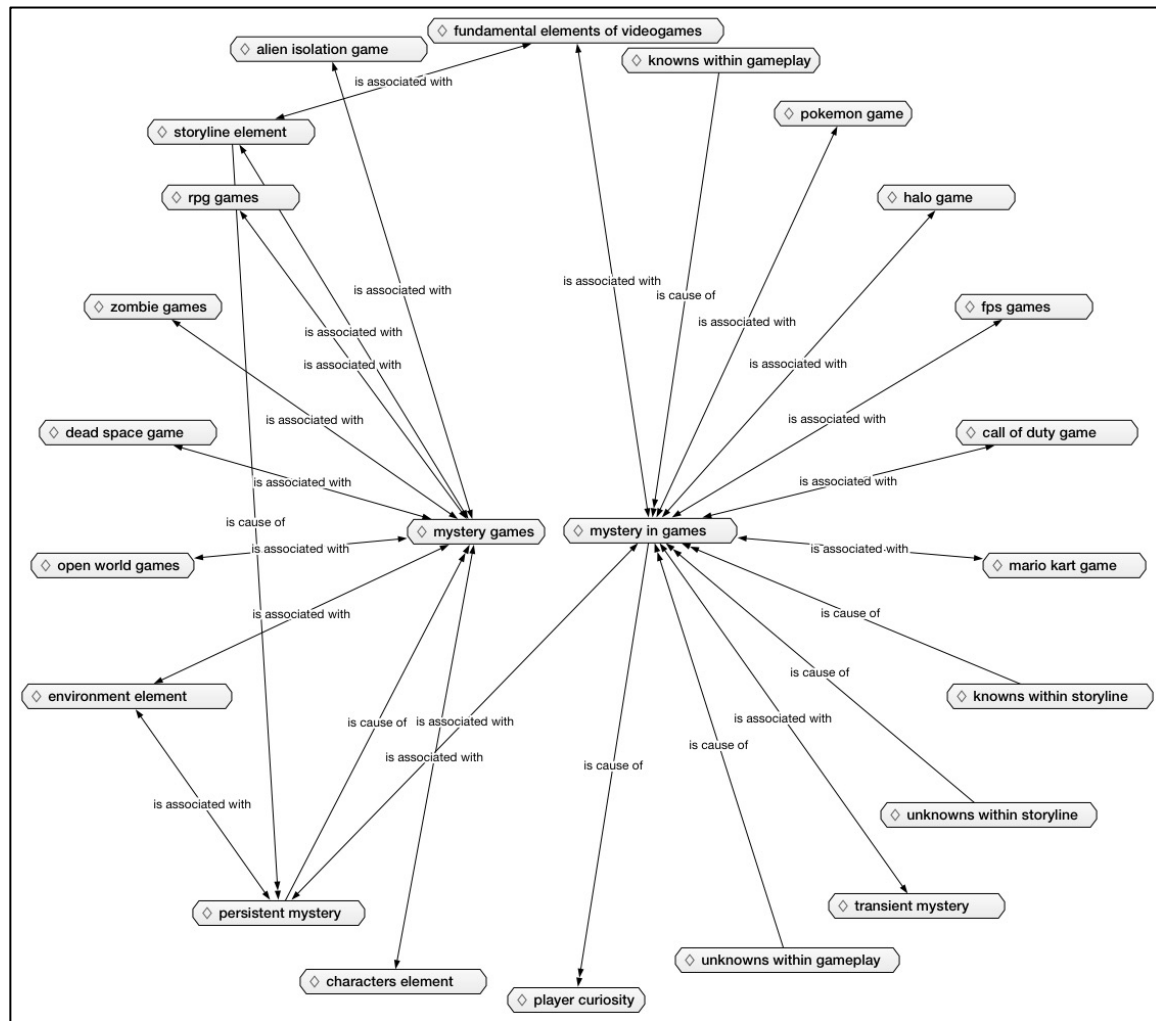 fundamental elements of videogames
alien isolation game
knowns within gameplay
is associated with
pokemon game
storyline element
rpg games
halo game
is associated with
is associated with
is cause of
zombie games
fps games
is associated with
is associated with
is associated with
is associated with
is associated with
is associated with
dead space game
call of duty game
is associated with
is cause of
mystery games
mystery in games
is associated with
is associated with
open world games
mario kart game
is associated with
is cause of
is cause of
environment element
knowns within storyline
is cause of
is associated with
is associated with
is cause of
is associated with
is cause of
is associated with
unknowns within storyline
persistent mystery
transient mystery
unknowns within gameplay
characters element
player curiosity